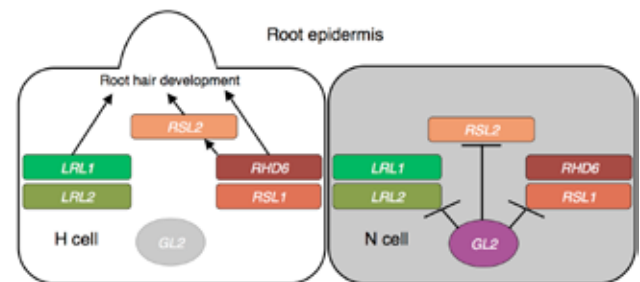 Root epidermis
Root hair development
RSL2
LRL1
LRL2
RHD6
RSL1
H cell
GL2
RSL2
LRL1
LRL2
RHD6
RSL1
N cell
GL2